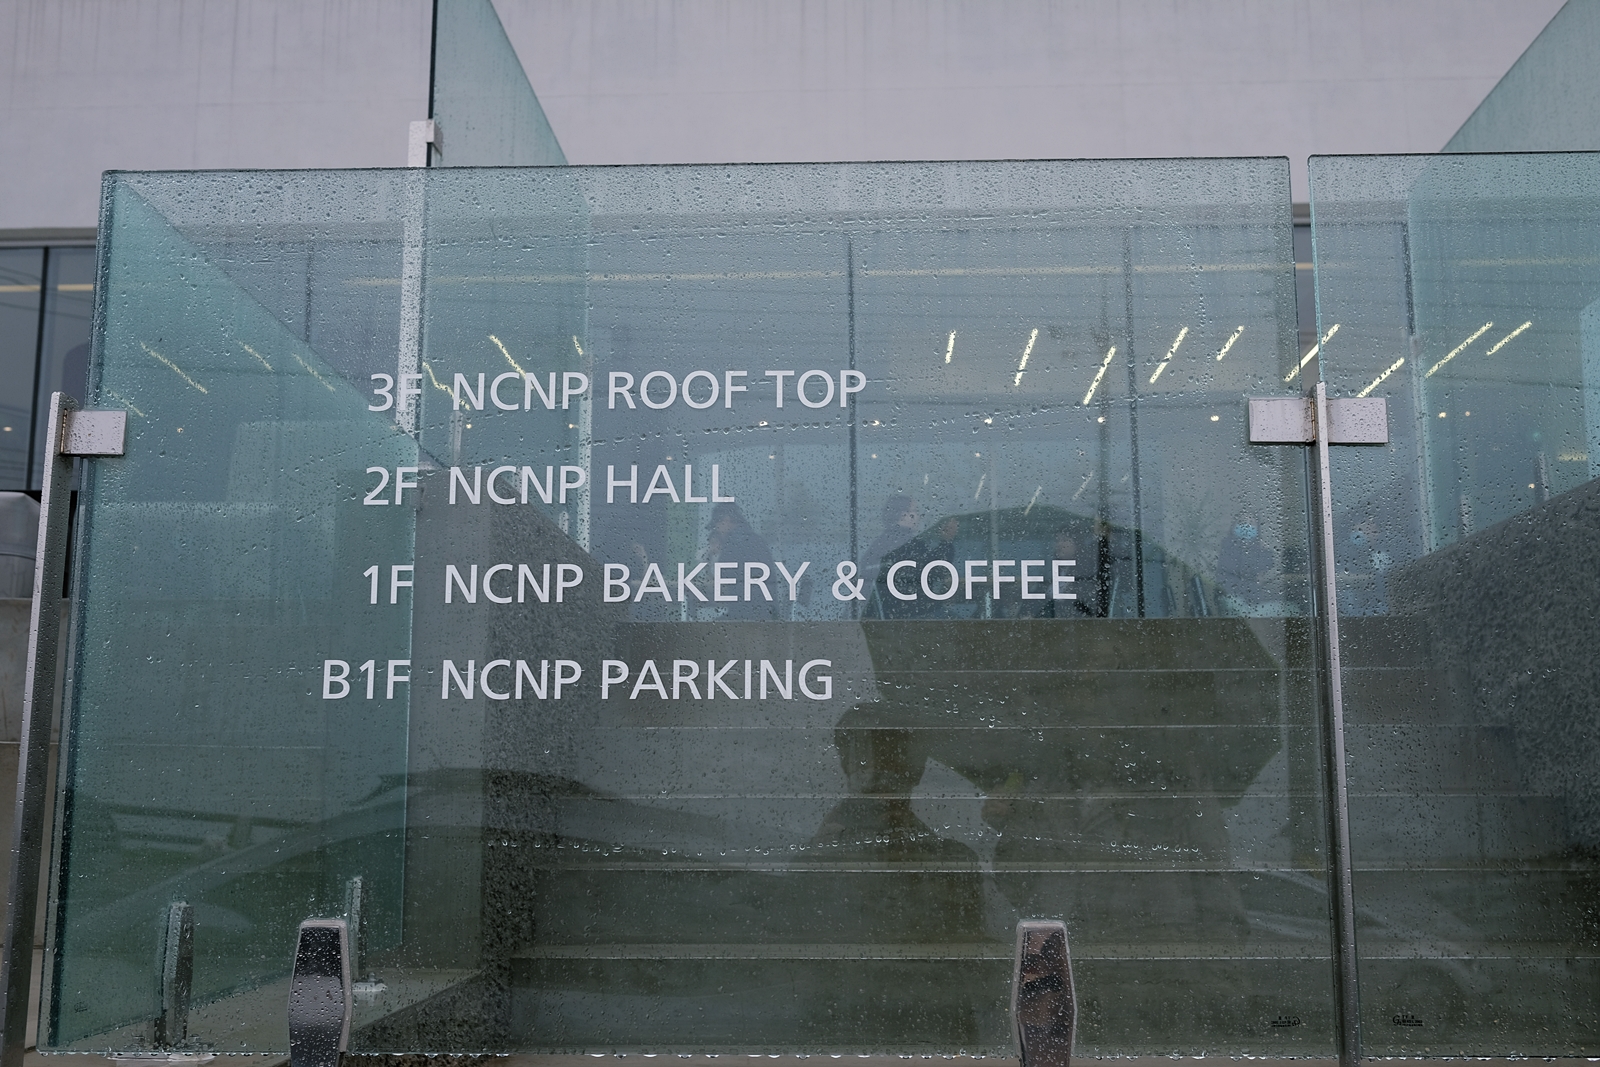 3F NCNP ROOF TOP
2F NCNP HALL
1F NCNP BAKERY & COFFEE
B1F NCNP PARKING